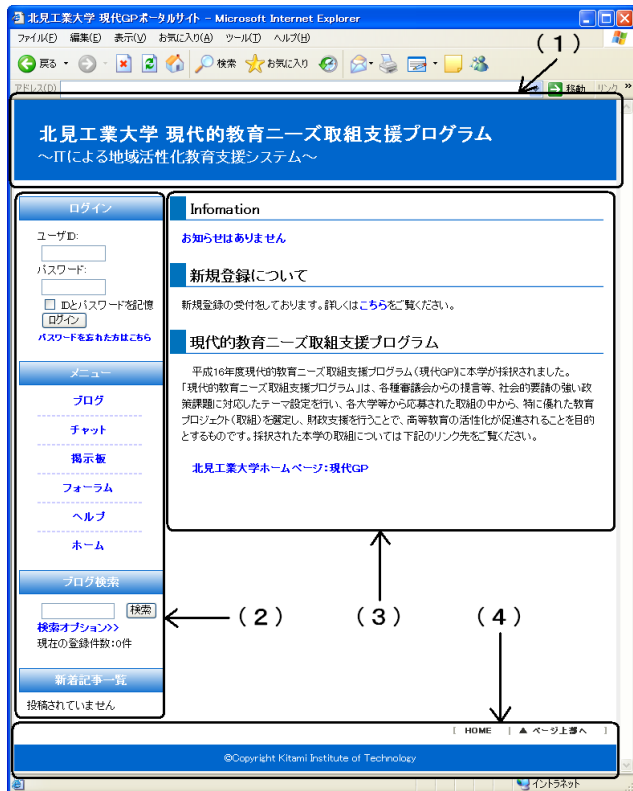 北見工業大学 現代GPポータルサイト - Microsoft Internet Explorer
ファイル(F) 編集(E) 表示(V) お気に入り(A) ツール(T) ヘルプ(H)
(1)
戻る 検索 お気に入り
アドレス(D) 移動 リンク »
北見工業大学 現代的教育ニーズ取組支援プログラム
～ITによる地域活性化教育支援システム～
ログイン
ユーザID:
パスワード:
IDとパスワードを記憶
ログイン
パスワードを忘れた方はこちら
メニュー
ブログ
チャット
掲示板
フォーラム
ヘルプ
ホーム
ブログ検索
検索
検索オプション>>
現在の登録件数:0件
新着記事一覧
投稿されていません
Infomation
お知らせはありません
新規登録について
新規登録の受付をしております。詳しくはこちらをご覧ください。
現代的教育ニーズ取組支援プログラム
平成16年度現代的教育ニーズ取組支援プログラム(現代GP)に本学が採択されました。
「現代的教育ニーズ取組支援プログラム」は、各種審議会からの提言等、社会的要請の強い政
策課題に対応したテーマ設定を行い、各大学等から応募された取組の中から、特に優れた教育
プロジェクト(取組)を選定し、財政支援を行うことで、高等教育の活性化が促進されることを目的
とするものです。採択された本学の取組については下記のリンク先をご覧ください。
北見工業大学ホームページ:現代GP
(2)
(3)
(4)
[ HOME | ▲ ページ上部へ ]
©Copyright Kitami Institute of Technology
イントラネット